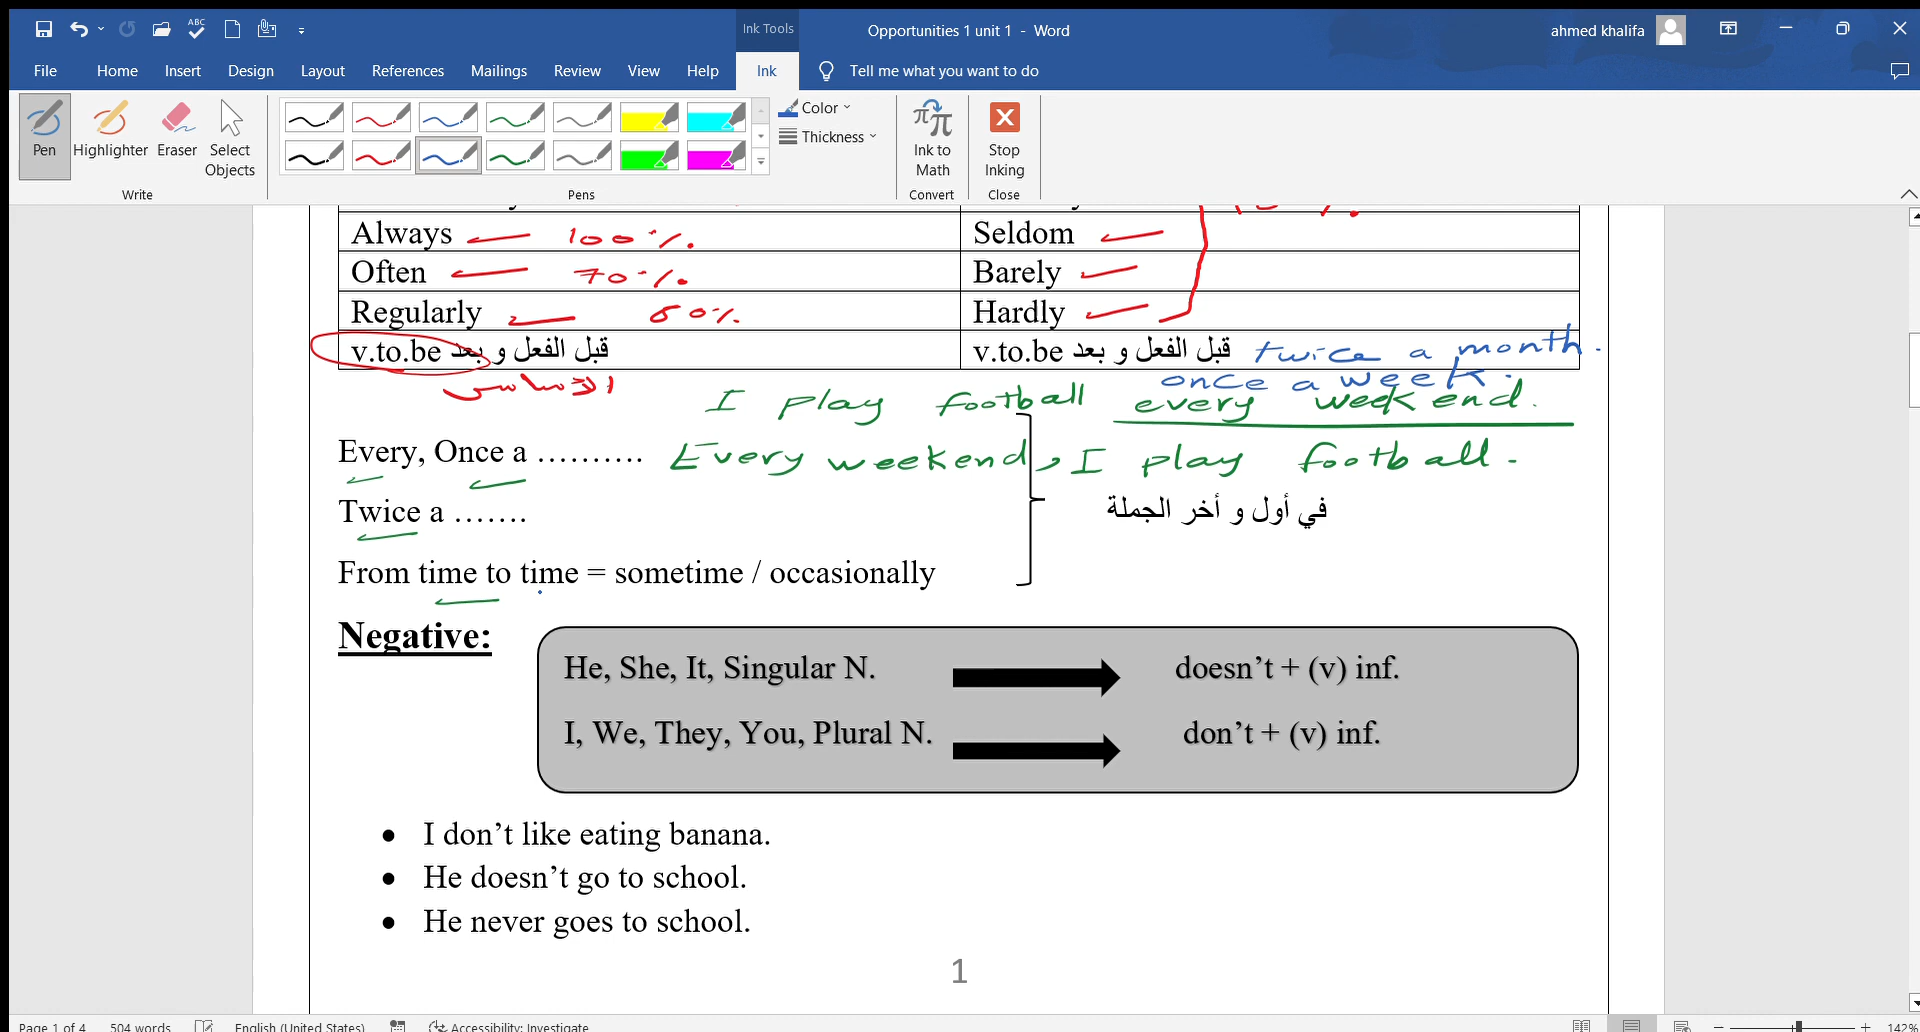 ABC
Ink Tools
Opportunities 1 unit 1 - Word
ahmed khalifa
File Home Insert Design Layout References Mailings Review View Help Ink Tell me what you want to do
Pen Highlighter Eraser Select Objects
Color
Thickness
Ink to Math
Stop Inking
Write Pens Convert Close
Always 100 % Seldom
Often 70 % Barely
Regularly 50 % Hardly
v.to.be قبل الفعل و بعد v.to.be قبل الفعل و بعد twice a month.
الاساسى once a week.
I play football every weekend.
Every, Once a ………. Every weekend, I play football.
Twice a ……. في أول و أخر الجملة
From time to time = sometime / occasionally
Negative:
He, She, It, Singular N. doesn’t + (v) inf.
I, We, They, You, Plural N. don’t + (v) inf.
• I don’t like eating banana.
• He doesn’t go to school.
• He never goes to school.
1
Page 1 of 4 504 words English (United States) Accessibility: Investigate 142%